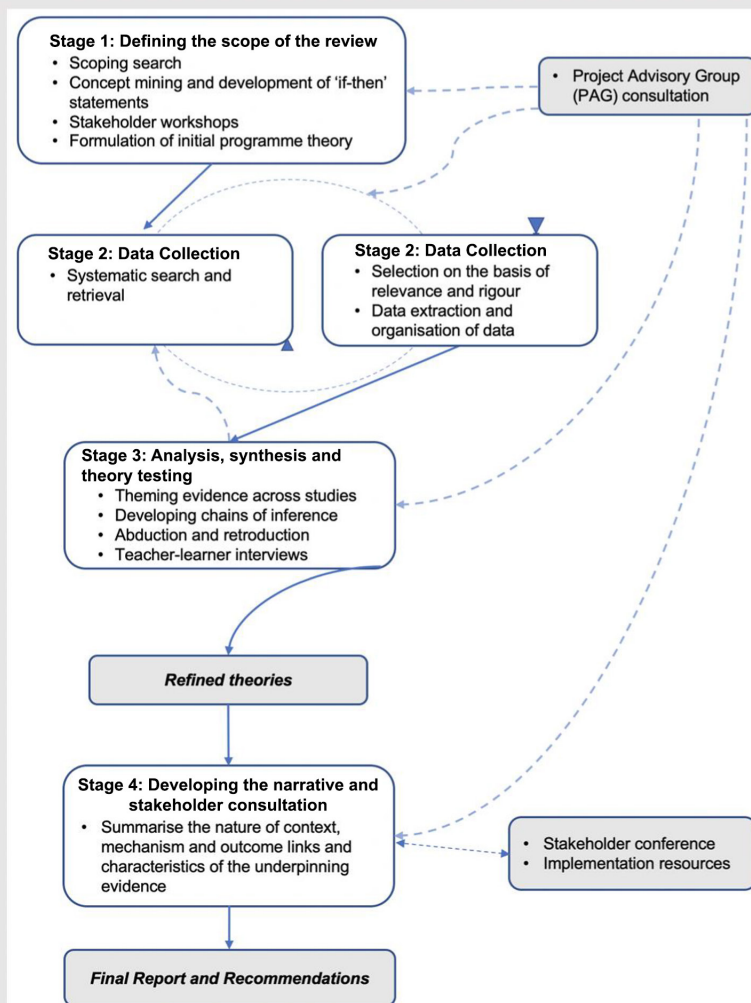 Stage 1: Defining the scope of the review
• Scoping search
• Concept mining and development of ‘if-then’
statements
• Stakeholder workshops
• Formulation of initial programme theory
• Project Advisory Group
(PAG) consultation
Stage 2: Data Collection
• Systematic search and
retrieval
Stage 2: Data Collection
• Selection on the basis of
relevance and rigour
• Data extraction and
organisation of data
Stage 3: Analysis, synthesis and
theory testing
• Theming evidence across studies
• Developing chains of inference
• Abduction and retroduction
• Teacher-learner interviews
Refined theories
Stage 4: Developing the narrative and
stakeholder consultation
• Summarise the nature of context,
mechanism and outcome links and
characteristics of the underpinning
evidence
• Stakeholder conference
• Implementation resources
Final Report and Recommendations